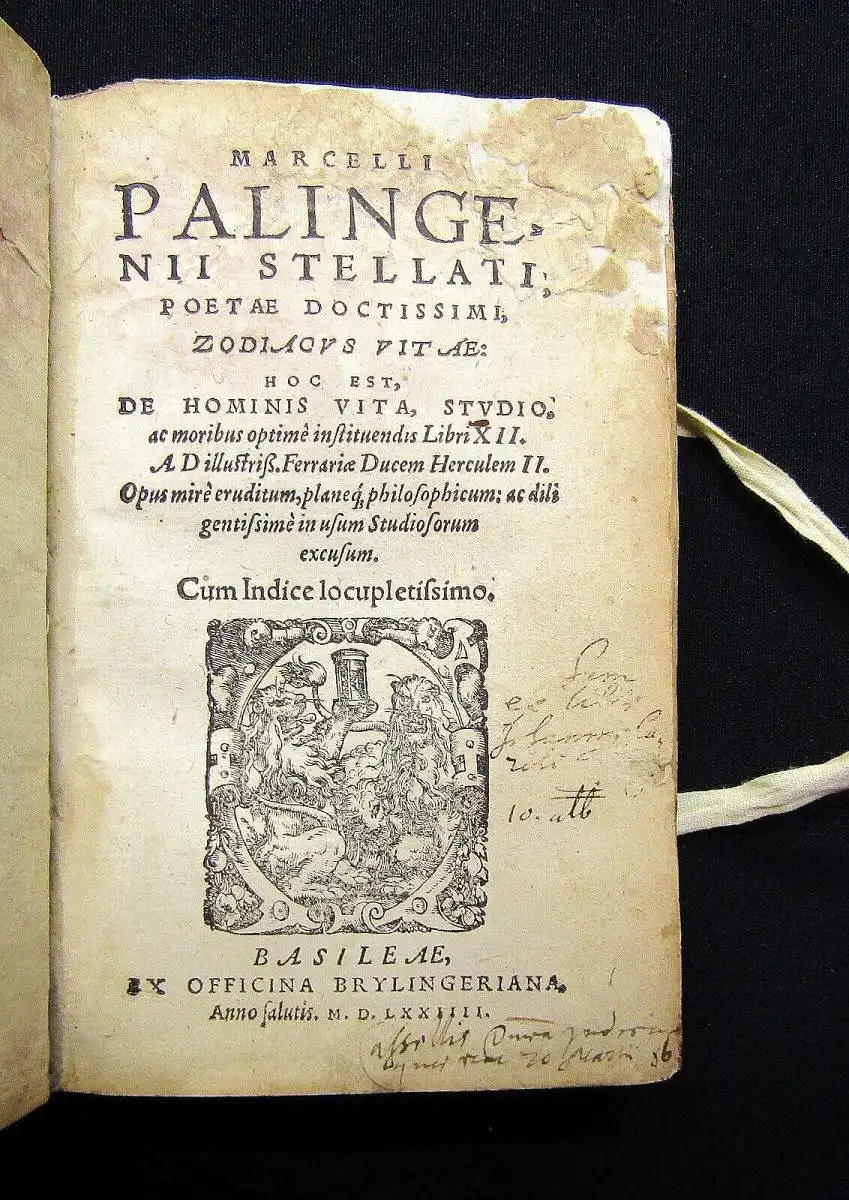 MARCELLI
PALINGE-
NII STELLATI,
POETAE DOCTISSIMI,
ZODIACVS VITAE:
HOC EST,
DE HOMINIS VITA, STVDIO,
ac moribus optimè inſtituendis Libri XII.
AD illuſtriß. Ferrariæ Ducem Herculem II.
Opus mirè eruditum, planeq́; philoſophicum: ac dili
gentiſsimè in uſum Studioſorum
excuſum.
Cum Indice locupletiſsimo.
BASILEAE,
EX OFFICINA BRYLINGERIANA.
Anno ſalutis. M. D. LXXIIII.
Sum
10.